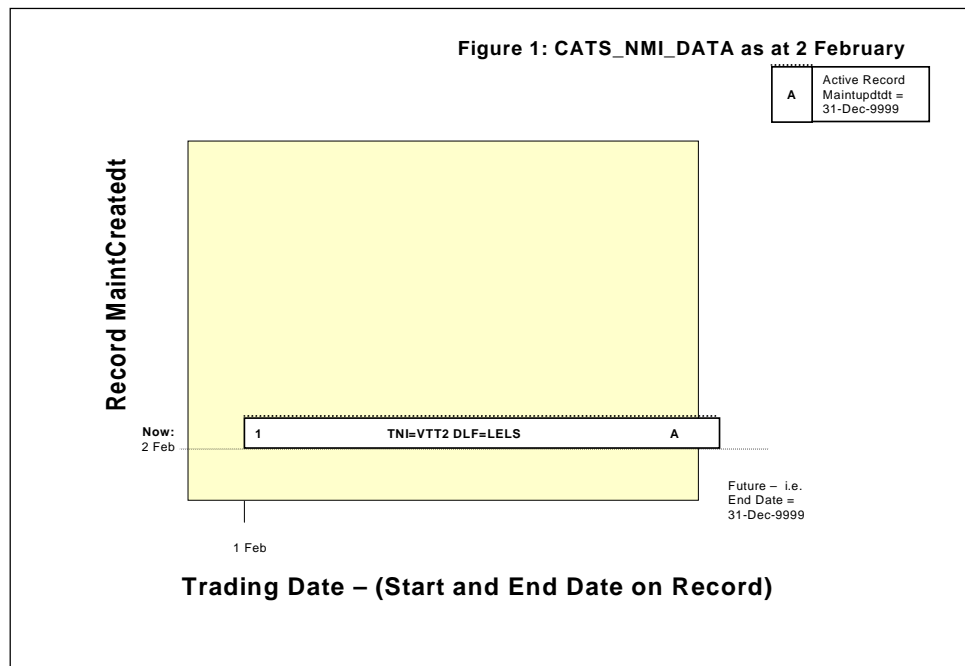 Figure 1: CATS_NMI_DATA as at 2 February
A
Active Record
Maintupdtdt =
31-Dec-9999
Record MaintCreatedt
Now:
2 Feb
1 TNI=VTT2 DLF=LELS A
Future – i.e.
End Date =
31-Dec-9999
1 Feb
Trading Date – (Start and End Date on Record)